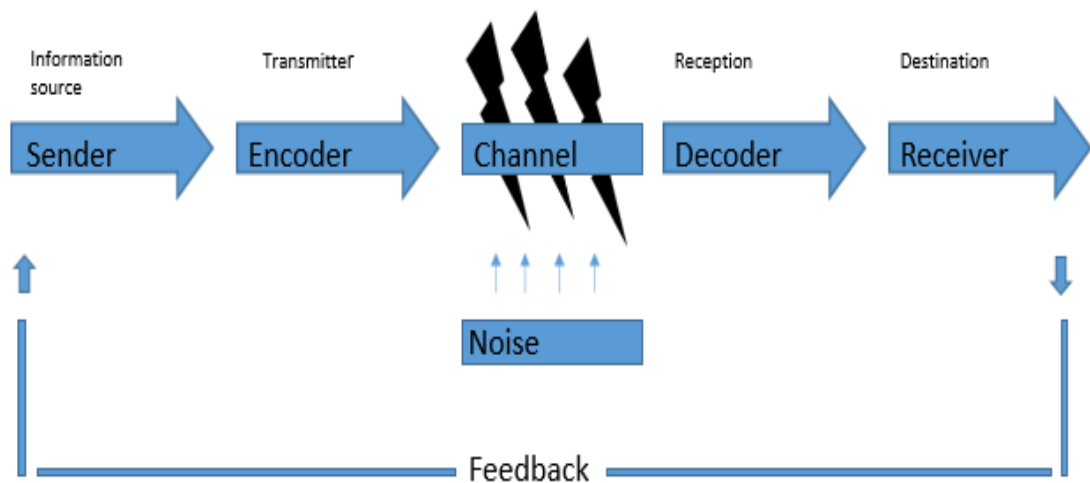 Information
source
Transmitter
Reception
Destination
Sender
Encoder
Channel
Decoder
Receiver
Noise
Feedback